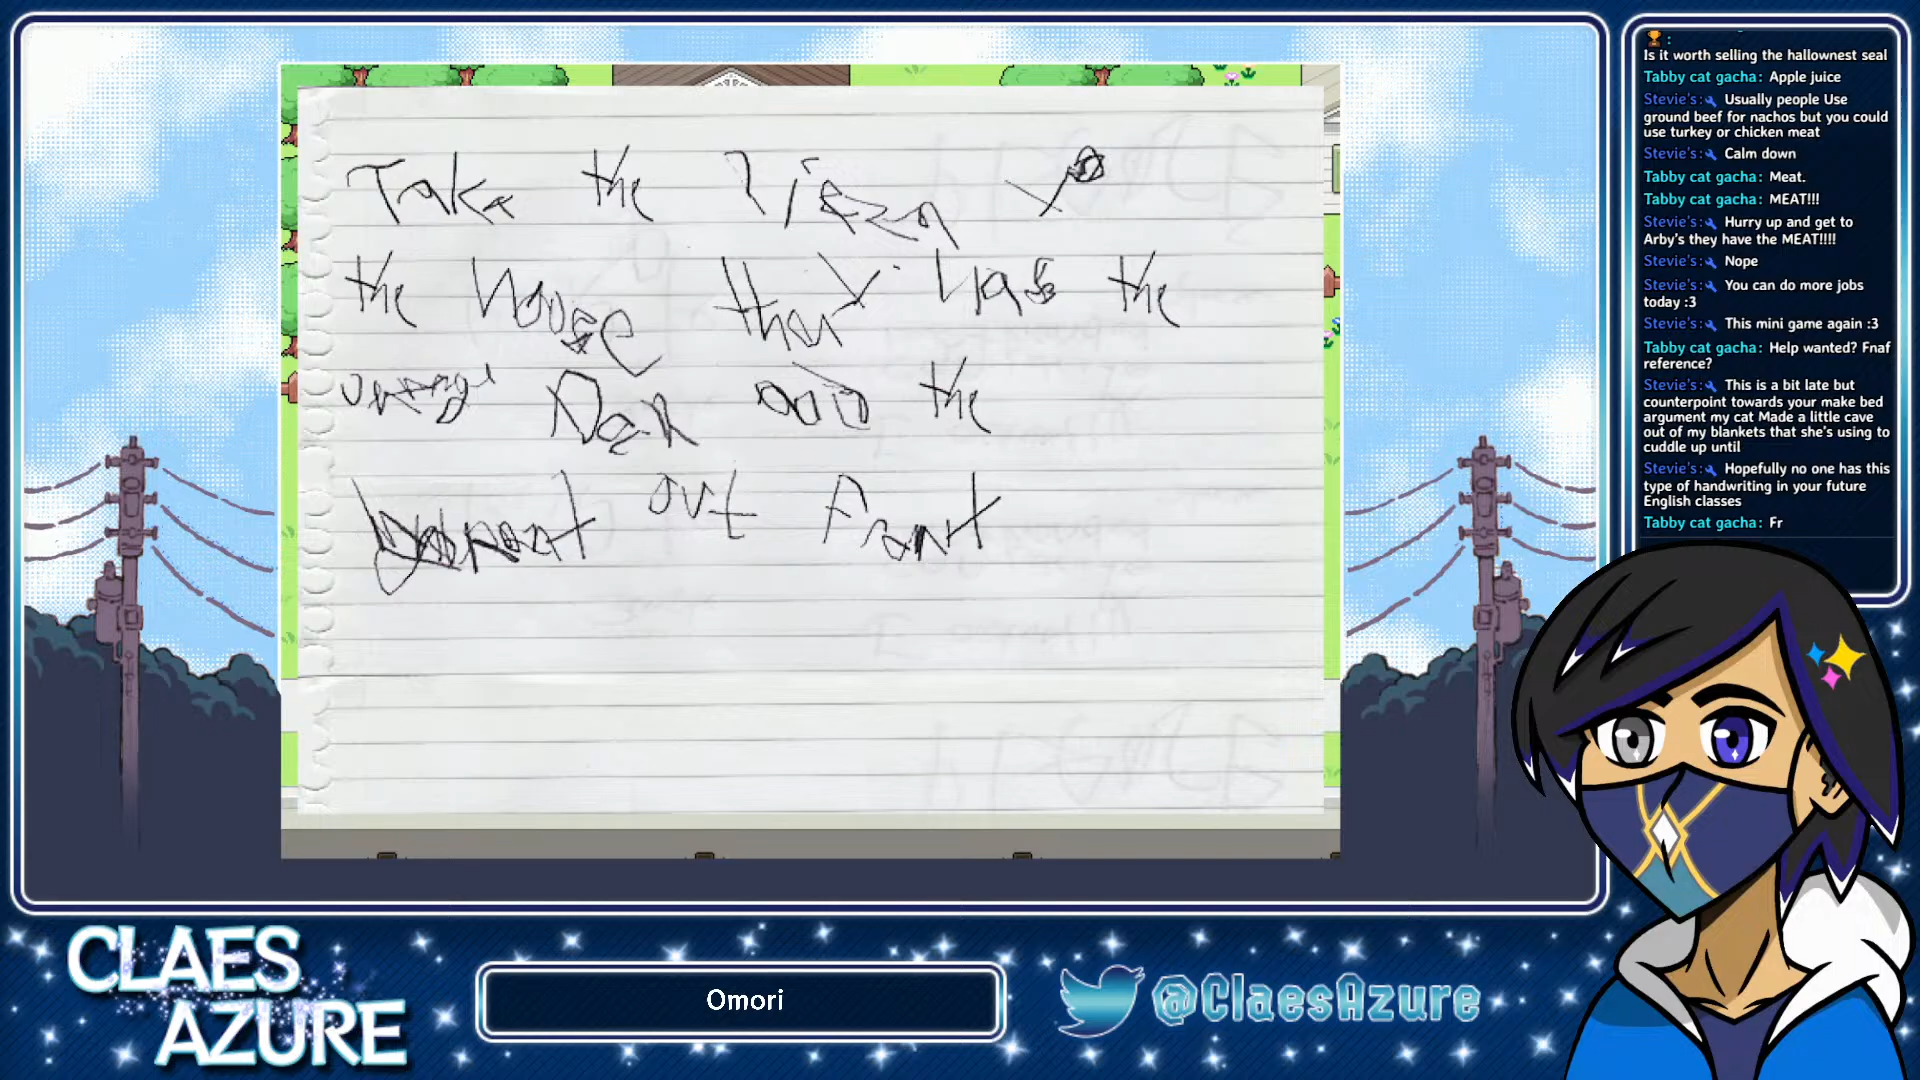 Take the Pizza to
the house that has the
orange Door and the
out front
🏆 :
Is it worth selling the hallownest seal
Tabby cat gacha: Apple juice
Stevie's: Usually people Use
ground beef for nachos but you could
use turkey or chicken meat
Stevie's: Calm down
Tabby cat gacha: Meat.
Tabby cat gacha: MEAT!!!
Stevie's: Hurry up and get to
Arby's they have the MEAT!!!!
Stevie's: Nope
Stevie's: You can do more jobs
today :3
Stevie's: This mini game again :3
Tabby cat gacha: Help wanted? Fnaf
reference?
Stevie's: This is a bit late but
counterpoint towards your make bed
argument my cat Made a little cave
out of my blankets that she's using to
cuddle up until
Stevie's: Hopefully no one has this
type of handwriting in your future
English classes
Tabby cat gacha: Fr
CLAES
AZURE
Omori
@ClaesAzure